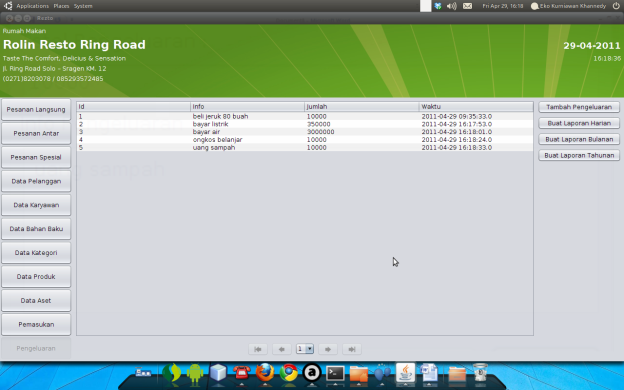 Applications Places System
Fri Apr 29, 16:18 Eko Kurniawan Khannedy
Resto
Rumah Makan
Rolin Resto Ring Road
29-04-2011
Taste The Comfort, Delicius & Sensation
16:18:36
Jl. Ring Road Solo - Sragen KM. 12
(0271)8203078 / 085293572485
Pesanan Langsung
Pesanan Antar
Pesanan Spesial
Data Pelanggan
Data Karyawan
Data Bahan Baku
Data Kategori
Data Produk
Data Aset
Pemasukan
Pengeluaran
Id Info Jumlah Waktu
1 beli jeruk 80 buah 10000 2011-04-29 09:35:33.0
2 bayar listrik 350000 2011-04-29 16:17:53.0
3 bayar air 3000000 2011-04-29 16:18:01.0
4 ongkos belanjar 10000 2011-04-29 16:18:24.0
5 uang sampah 10000 2011-04-29 16:18:33.0
1
Tambah Pengeluaran
Buat Laporan Harian
Buat Laporan Bulanan
Buat Laporan Tahunan